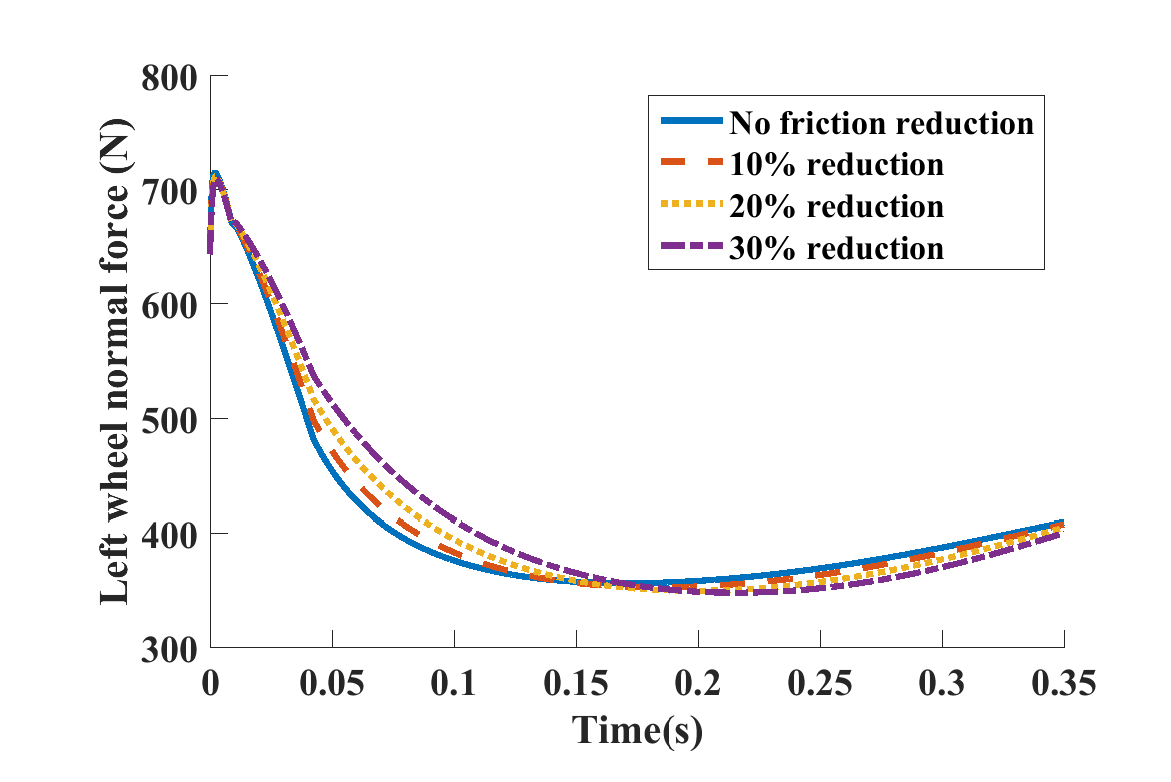 800
700
600
500
400
300
Left wheel normal force (N)
No friction reduction
10% reduction
20% reduction
30% reduction
0 0.05 0.1 0.15 0.2 0.25 0.3 0.35
Time(s)